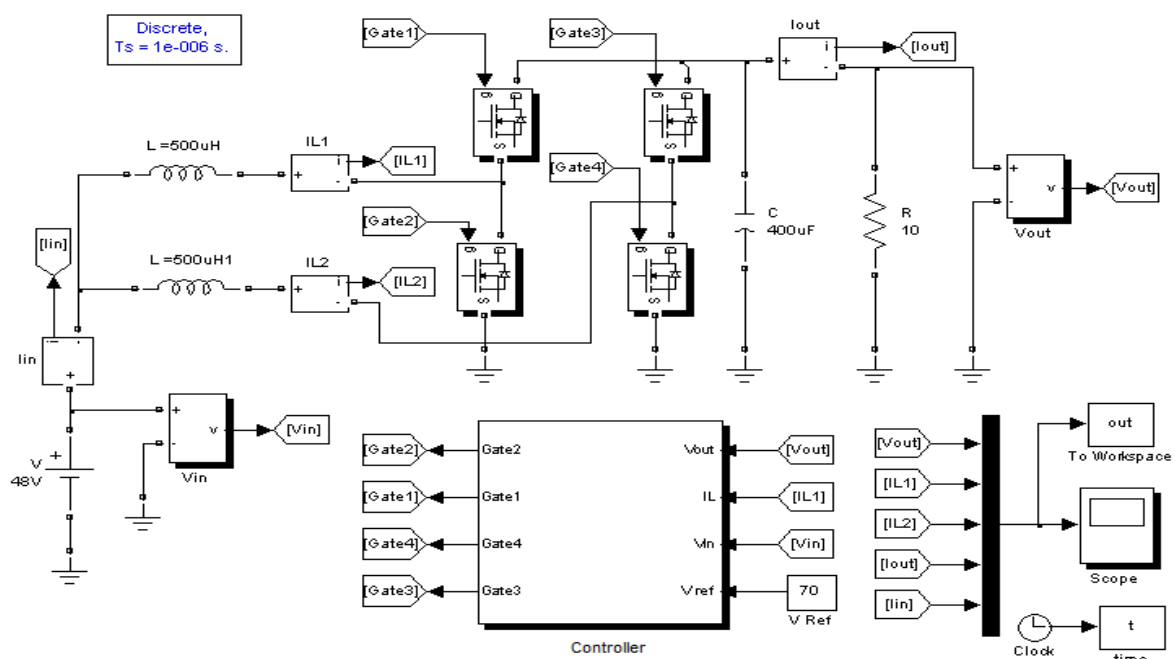 Discrete,
Ts = 1e-006 s.
[Gate1]
[Gate3]
Iout
i
+
-
[Iout]
g
D
S
g
D
S
L =500uH
IL1
i
+
-
[IL1]
[Gate4]
[Gate2]
g
D
S
g
D
S
C
400uF
R
10
+
-
v
[Vout]
Vout
[Iin]
L =500uH1
IL2
i
+
-
[IL2]
Iin
i
-
+
+
-
v
[Vin]
Vin
+
V
48V
[Gate2]
Gate2
Vout
[Vout]
[Gate1]
Gate1
IL
[IL1]
[Gate4]
Gate4
Vin
[Vin]
[Gate3]
Gate3
Vref
70
V Ref
Controller
[Vout]
[IL1]
[IL2]
[Iout]
[Iin]
out
To Workspace
Scope
Clock
t
time